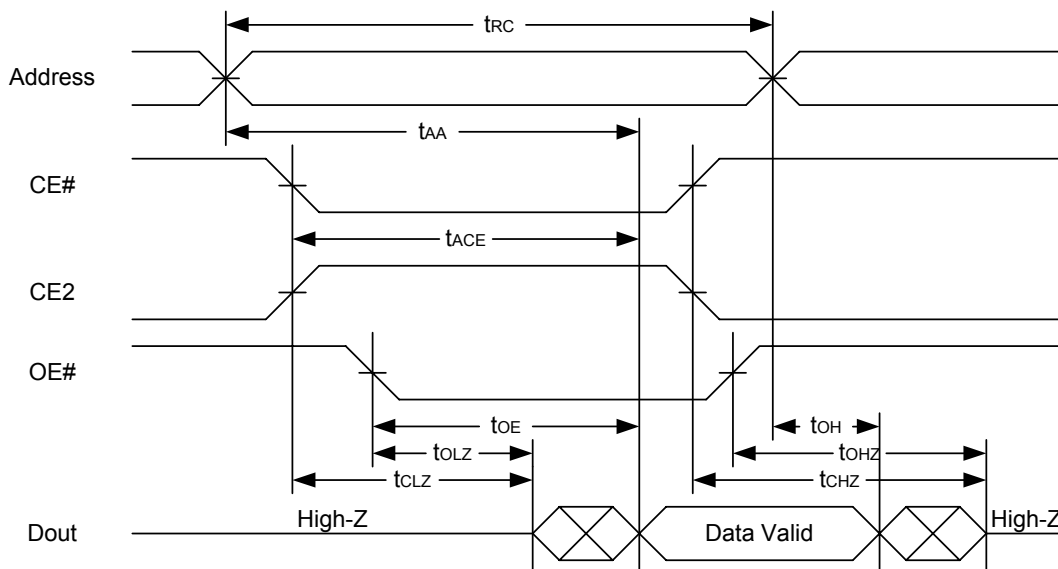 tRC
Address
tAA
CE#
tACE
CE2
OE#
tOE
tOH
tOLZ
tOHZ
tCLZ
tCHZ
High-Z
Data Valid
High-Z
Dout